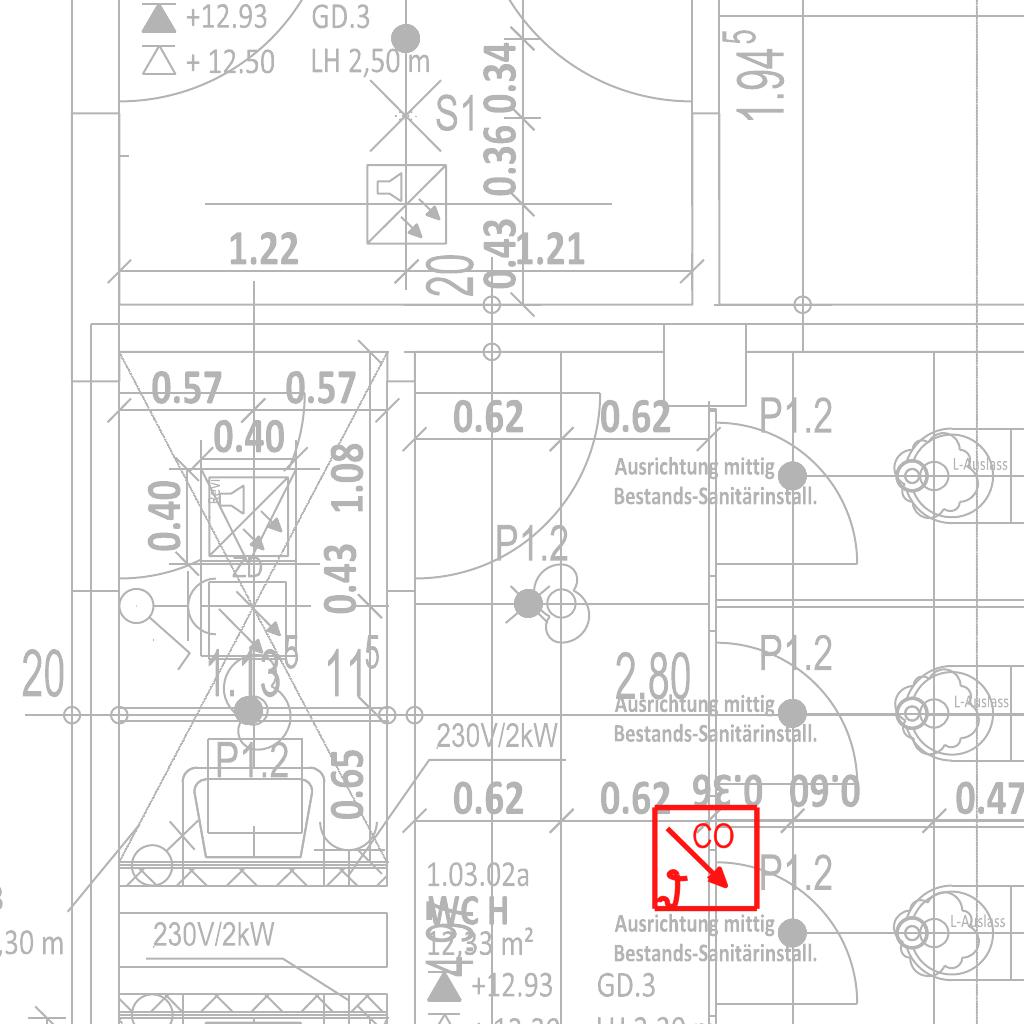 +12.93 GD.3
+ 12.50 LH 2,50 m
S1
0.34
0.36
0.43
1.94 5
1.22
20
1.21
0.57 0.57
0.40
0.40
1.08
0.43
ZD
0.62 0.62
P1.2
Ausrichtung mittig
Bestands-Sanitärinstall.
L-Auslass
P1.2
20
1.13 5
11 5
2.80
P1.2
Ausrichtung mittig
Bestands-Sanitärinstall.
L-Auslass
230V/2kW
P1.2
0.65
0.62 0.62
0.36 0.60 0.47
CO
P1.2
1.03.02a
WC H
12,33 m²
Ausrichtung mittig
Bestands-Sanitärinstall.
L-Auslass
,30 m
230V/2kW
+12.93 GD.3